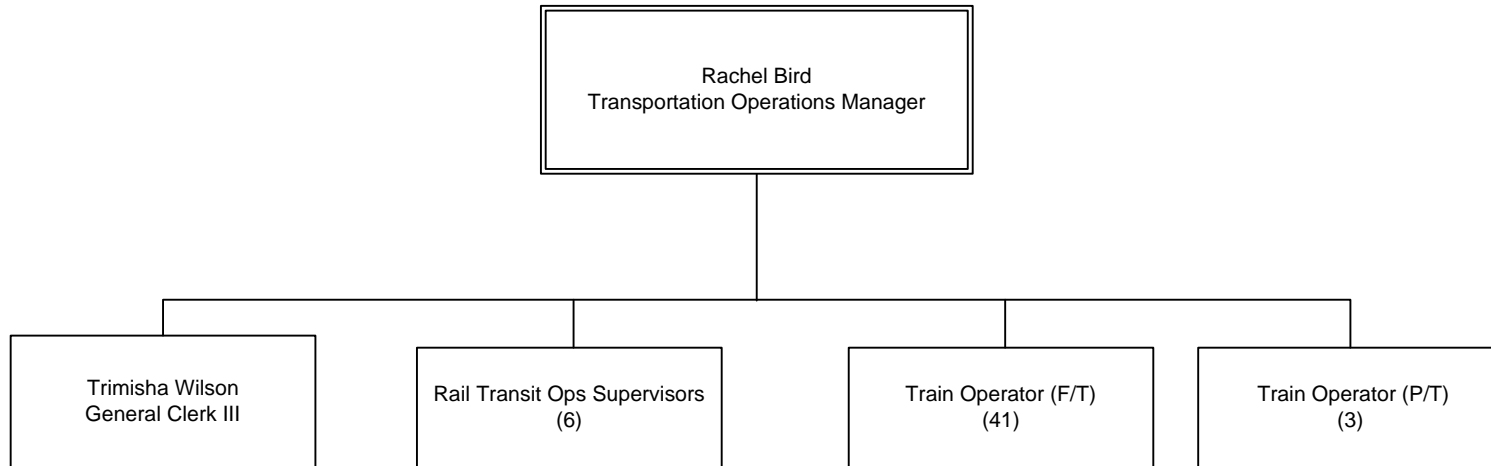 Rachel Bird
Transportation Operations Manager
Trimisha Wilson
General Clerk III
Rail Transit Ops Supervisors
(6)
Train Operator (F/T)
(41)
Train Operator (P/T)
(3)